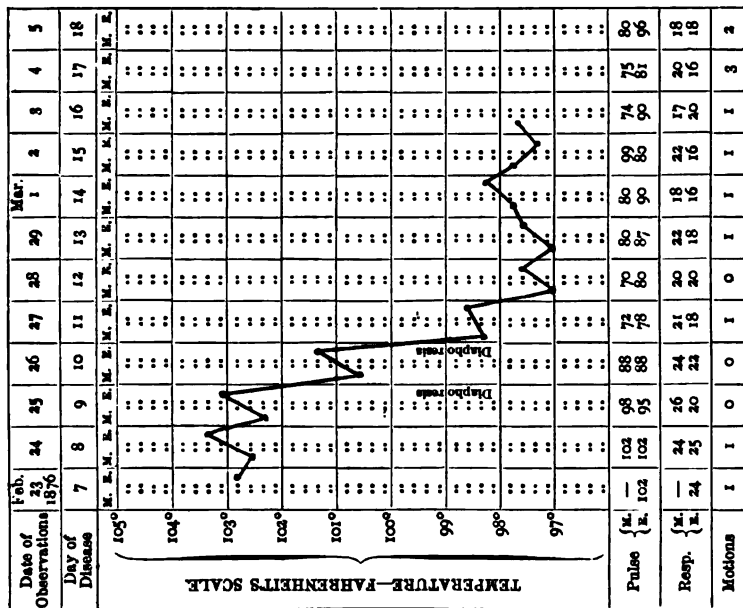 Date of Observations Feb. 23 1876 24 25 26 27 28 29 Mar. 1 2 3 4 5
Day of Disease 7 8 9 10 11 12 13 14 15 16 17 18
M. E. M. E. M. E. M. E. M. E. M. E. M. E. M. E. M. E. M. E. M. E. M. E.
TEMPERATURE—FAHRENHEIT'S SCALE.
105°
104°
103°
102°
101°
100°
99°
98°
97°
Diaphoresis
Diaphoresis
Pulse { M. — 102 98 88 72 70 80 80 99 74 75 80
E. 102 102 95 88 78 80 87 90 80 90 81 96
Resp. { M. — 24 26 24 21 20 22 18 22 17 20 18
E. 24 25 20 22 18 20 18 16 16 20 16 18
Motions 1 1 0 0 1 0 1 1 1 1 3 2